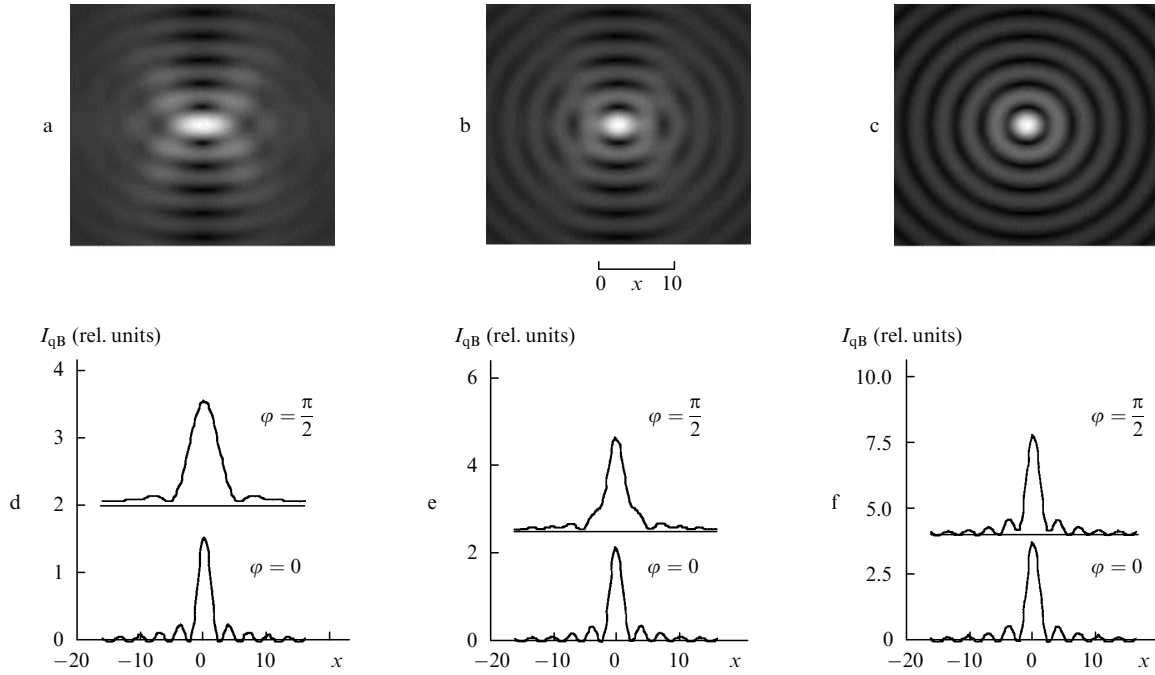 a
b
c
0 x 10
I_qB (rel. units)
4
3
2
1
0
−20 −10 0 10 x
φ = π/2
φ = 0
d
I_qB (rel. units)
6
4
2
0
−20 −10 0 10 x
φ = π/2
φ = 0
e
I_qB (rel. units)
10.0
7.5
5.0
2.5
0
−20 −10 0 10 x
φ = π/2
φ = 0
f